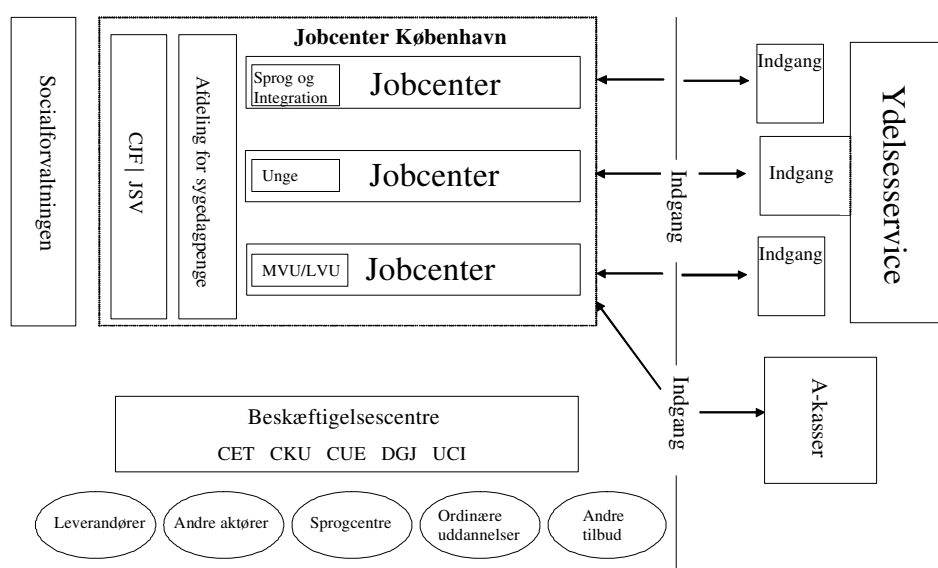 Socialforvaltningen
Jobcenter København
CJF| JSV
Afdeling for sygedagpenge
Sprog og
Integration
Jobcenter
Unge
Jobcenter
MVU/LVU
Jobcenter
Indgang
Indgang
Indgang
Indgang
Ydelsesservice
Indgang
A-kasser
Beskæftigelsescentre
CET CKU CUE DGJ UCI
Leverandører
Andre aktører
Sprogcentre
Ordinære
uddannelser
Andre
tilbud